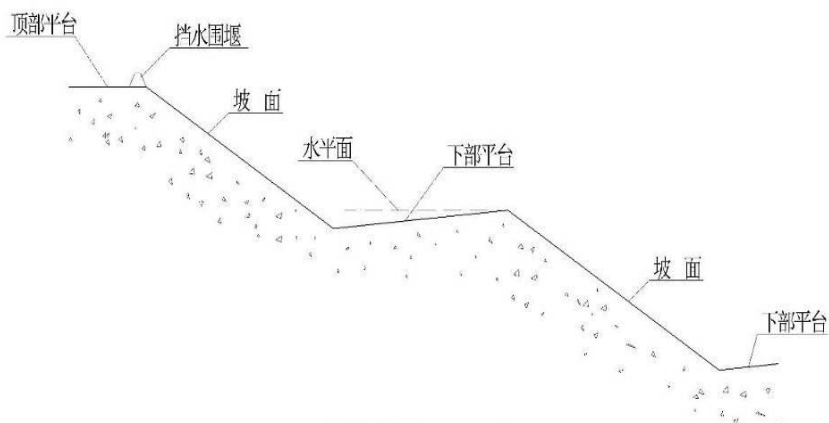 顶部平台
挡水围堰
坡 面
水平面
下部平台
坡 面
下部平台